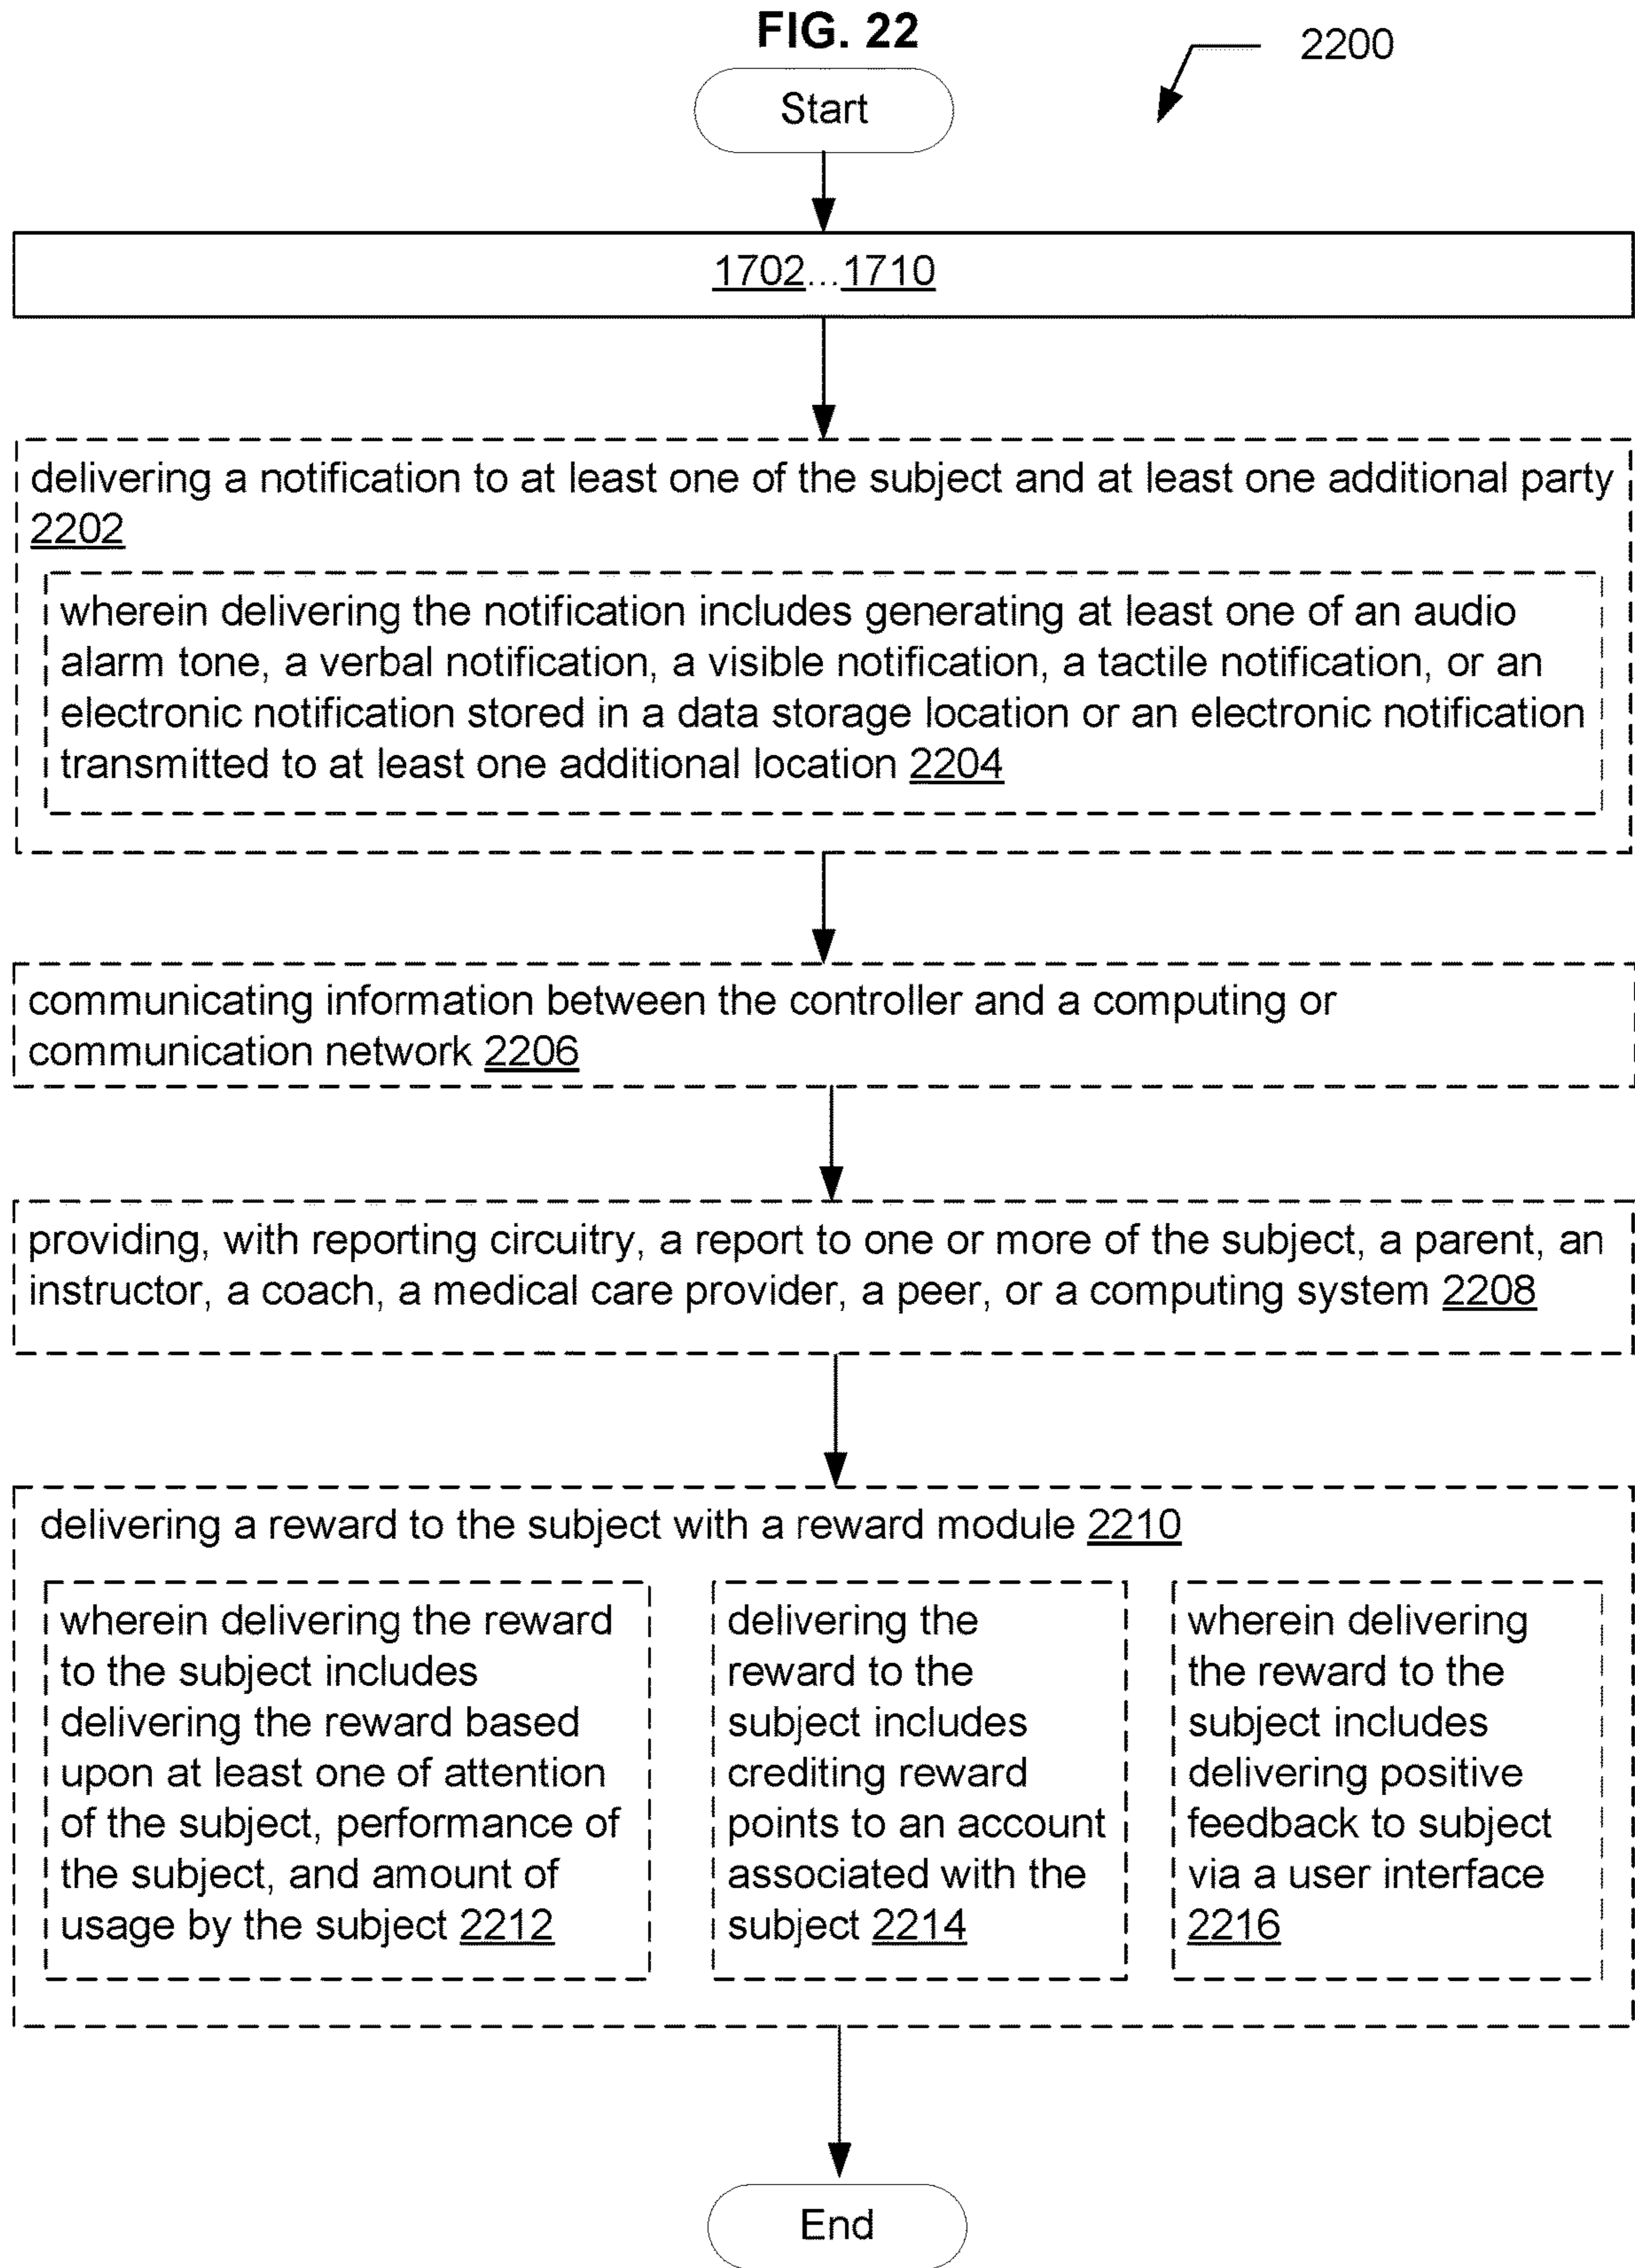 FIG. 22
2200
Start
1702...1710
delivering a notification to at least one of the subject and at least one additional party
2202
wherein delivering the notification includes generating at least one of an audio
alarm tone, a verbal notification, a visible notification, a tactile notification, or an
electronic notification stored in a data storage location or an electronic notification
transmitted to at least one additional location 2204
communicating information between the controller and a computing or
communication network 2206
providing, with reporting circuitry, a report to one or more of the subject, a parent, an
instructor, a coach, a medical care provider, a peer, or a computing system 2208
delivering a reward to the subject with a reward module 2210
wherein delivering the reward
to the subject includes
delivering the reward based
upon at least one of attention
of the subject, performance of
the subject, and amount of
usage by the subject 2212
delivering the
reward to the
subject includes
crediting reward
points to an account
associated with the
subject 2214
wherein delivering
the reward to the
subject includes
delivering positive
feedback to subject
via a user interface
2216
End